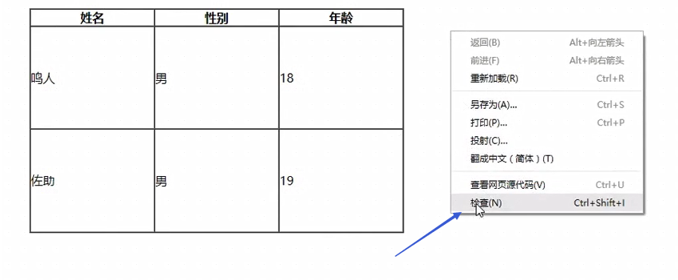 姓名 性别 年龄
鸣人 男 18
佐助 男 19
返回(B) Alt+向左箭头
前进(F) Alt+向右箭头
重新加载(R) Ctrl+R
另存为(A)... Ctrl+S
打印(P)... Ctrl+P
投射(C)...
翻成中文（简体）(T)
查看网页源代码(V) Ctrl+U
检查(N) Ctrl+Shift+I